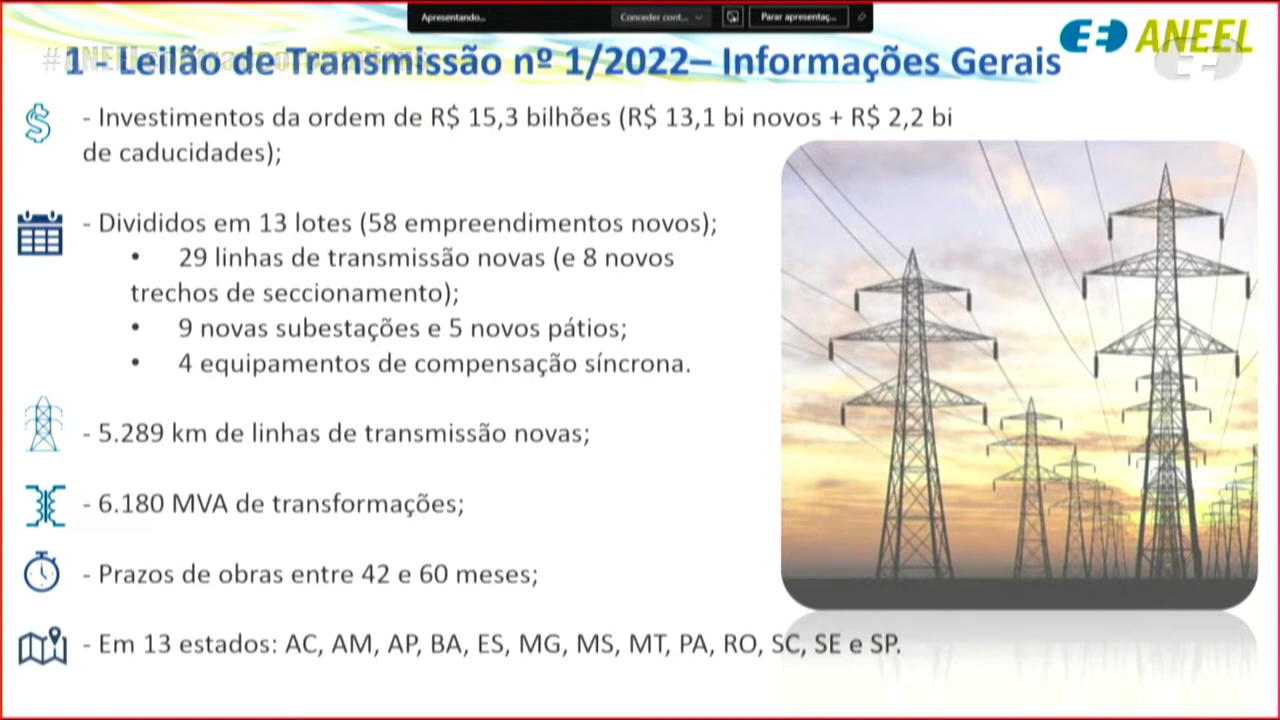 Apresentando...
Conceder cont...
Parar apresentaç...
ANEEL
1 - Leilão de Transmissão nº 1/2022– Informações Gerais
- Investimentos da ordem de R$ 15,3 bilhões (R$ 13,1 bi novos + R$ 2,2 bi
de caducidades);
- Divididos em 13 lotes (58 empreendimentos novos);
• 29 linhas de transmissão novas (e 8 novos
trechos de seccionamento);
• 9 novas subestações e 5 novos pátios;
• 4 equipamentos de compensação síncrona.
- 5.289 km de linhas de transmissão novas;
- 6.180 MVA de transformações;
- Prazos de obras entre 42 e 60 meses;
- Em 13 estados: AC, AM, AP, BA, ES, MG, MS, MT, PA, RO, SC, SE e SP.